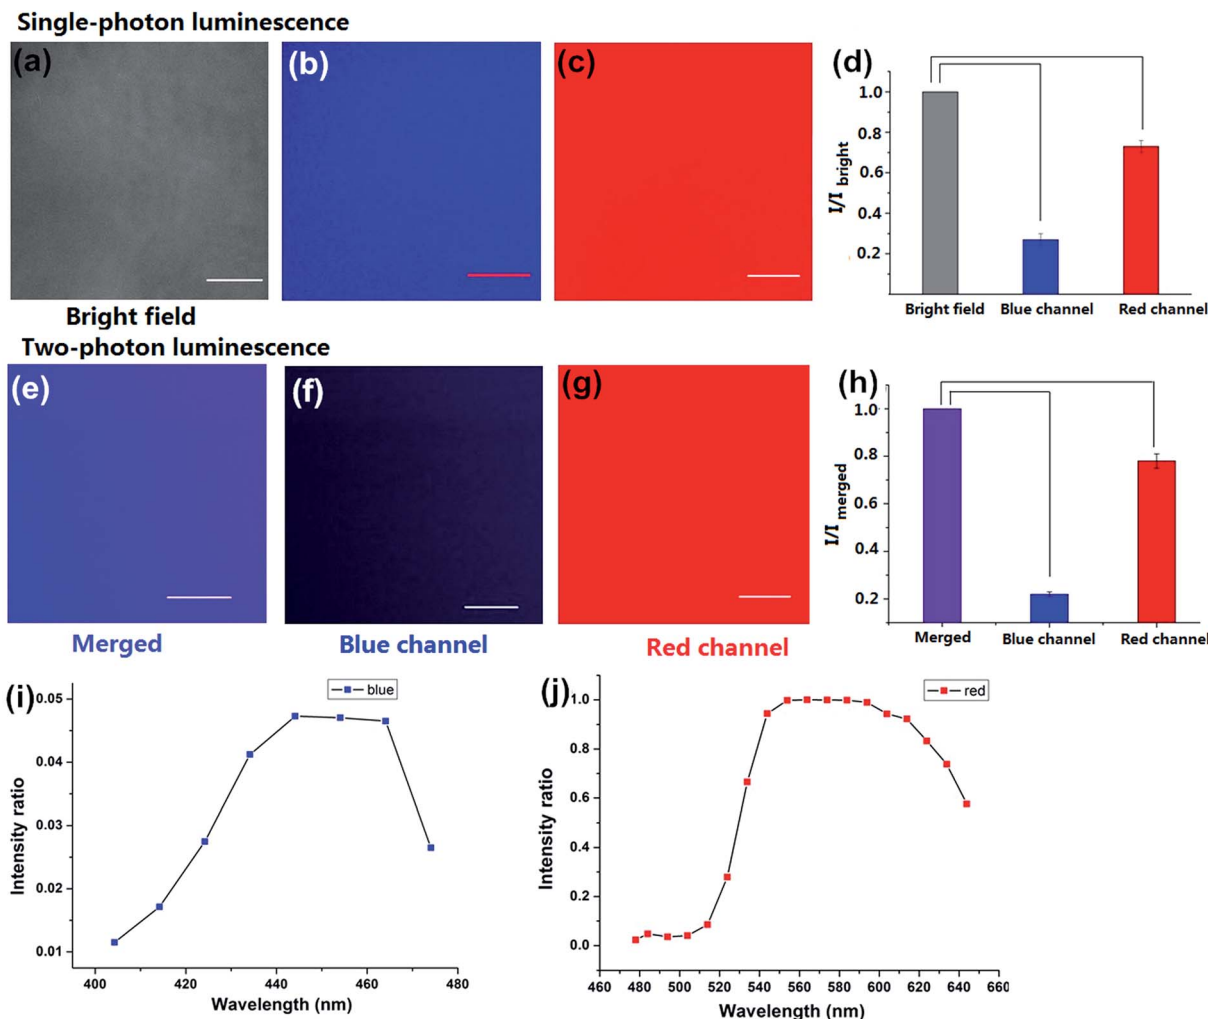 Single-photon luminescence
(a)
(b)
(c)
(d)
1.0
0.8
0.6
0.4
0.2
I/I bright
Bright field
Blue channel
Red channel
Bright field
Two-photon luminescence
(e)
(f)
(g)
(h)
1.0
0.8
0.6
0.4
0.2
I/I merged
Merged
Blue channel
Red channel
Merged
Blue channel
Red channel
(i)
blue
0.05
0.04
0.03
0.02
0.01
Intensity ratio
400 420 440 460 480
Wavelength (nm)
(j)
red
1.0
0.8
0.6
0.4
0.2
0.0
Intensity ratio
460 480 500 520 540 560 580 600 620 640 660
Wavelength (nm)